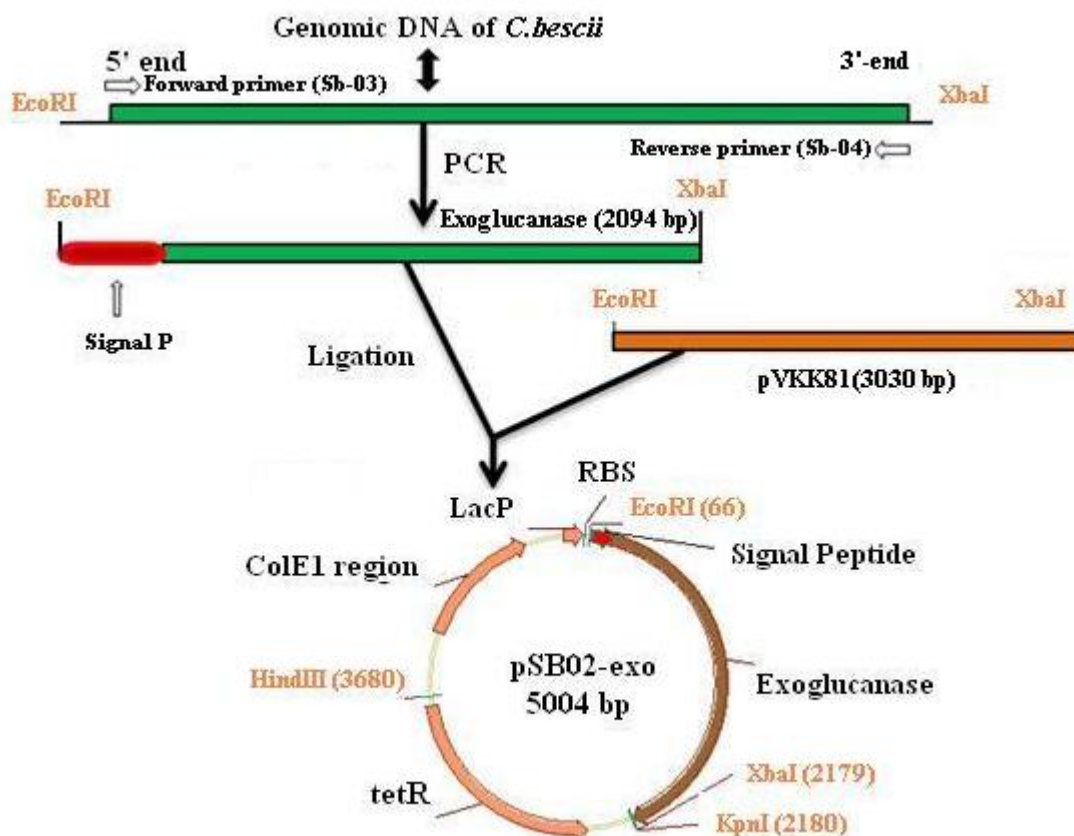 Genomic DNA of C.bescii
5' end
3'-end
Forward primer (Sb-03)
EcoRI
XbaI
Reverse primer (Sb-04)
PCR
EcoRI
XbaI
Exoglucanase (2094 bp)
Signal P
EcoRI
XbaI
Ligation
pVKK81(3030 bp)
RBS
LacP
EcoRI (66)
Signal Peptide
ColE1 region
HindIII (3680)
pSB02-exo
5004 bp
Exoglucanase
XbaI (2179)
tetR
KpnI (2180)